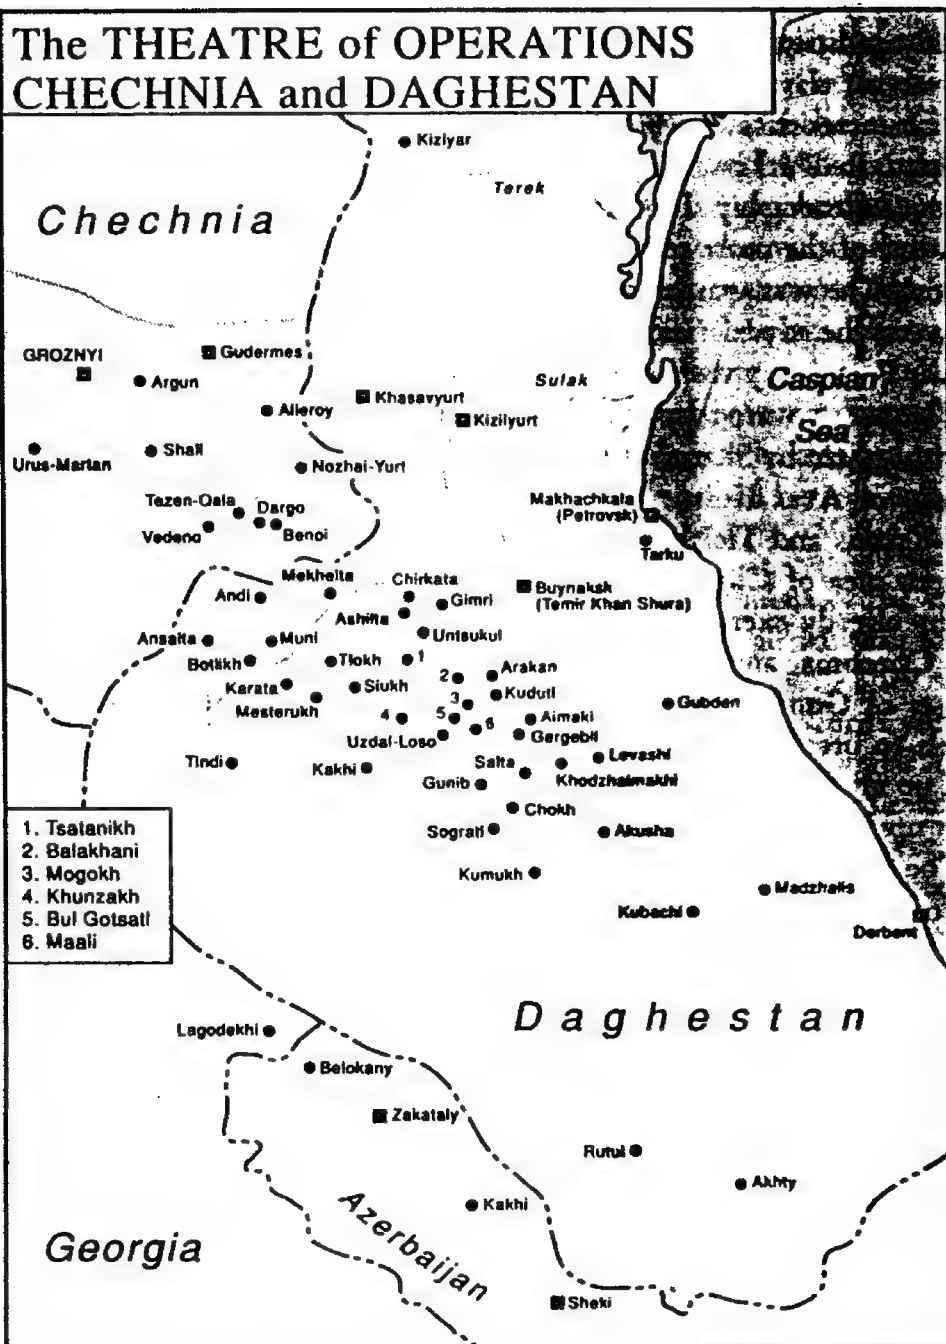 The THEATRE of OPERATIONS
CHECHNIA and DAGHESTAN
Kizlyar
Terek
Chechnia
GROZNYI
Gudermes
Argun
Sulak
Caspian
Sea
Alleroy
Khasavyurt
Kizilyurt
Urus-Martan
Shali
Nozhai-Yurt
Makhachkala
(Petrovsk)
Tazen-Qala
Dargo
Vedeno
Benoi
Tarku
Mekhelta
Chirkata
Buynaksk
(Temir Khan Shura)
Andi
Gimri
Ashilta
Untsukul
Ansalta
Muni
Botlikh
Tlokh
1
Arakan
2
Karata
Siukh
Kudutl
Mesterukh
3
Gubden
4
5
Aimaki
6
Uzdal-Loso
Gergebil
Tindi
Kakhi
Salta
Levashi
Khodzhalmakhi
Gunib
Chokh
Sogratl
Akusha
Kumukh
Madzhalis
Kubachi
Derbent
1. Tsatanikh
2. Balakhani
3. Mogokh
4. Khunzakh
5. Bul Gotsatl
6. Maali
Daghestan
Lagodekhi
Belokany
Zakataly
Rutul
Akhty
Kakhi
Azerbaijan
Georgia
Sheki